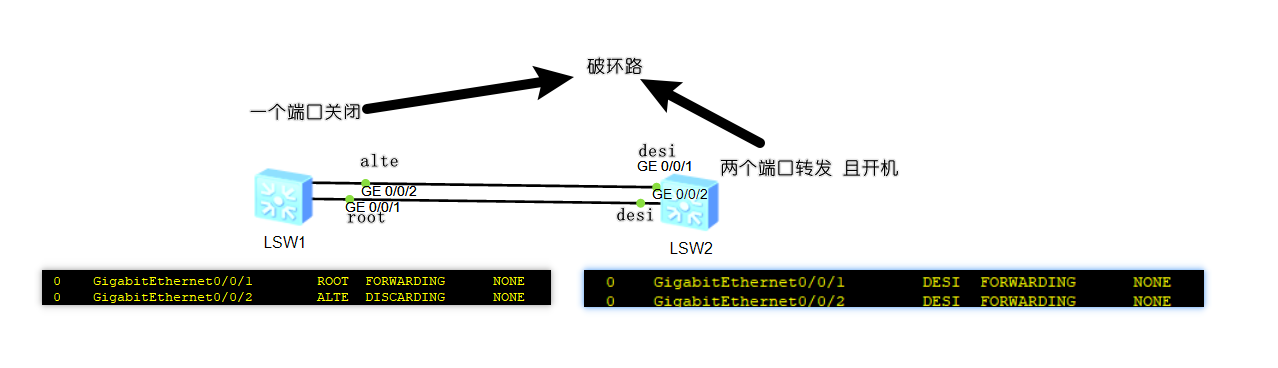 破环路
一个端口关闭
两个端口转发 且开机
alte
GE 0/0/2
GE 0/0/1
root
desi
GE 0/0/1
GE 0/0/2
desi
LSW1
LSW2
0 GigabitEthernet0/0/1 ROOT FORWARDING NONE
0 GigabitEthernet0/0/2 ALTE DISCARDING NONE
0 GigabitEthernet0/0/1 DESI FORWARDING NONE
0 GigabitEthernet0/0/2 DESI FORWARDING NONE